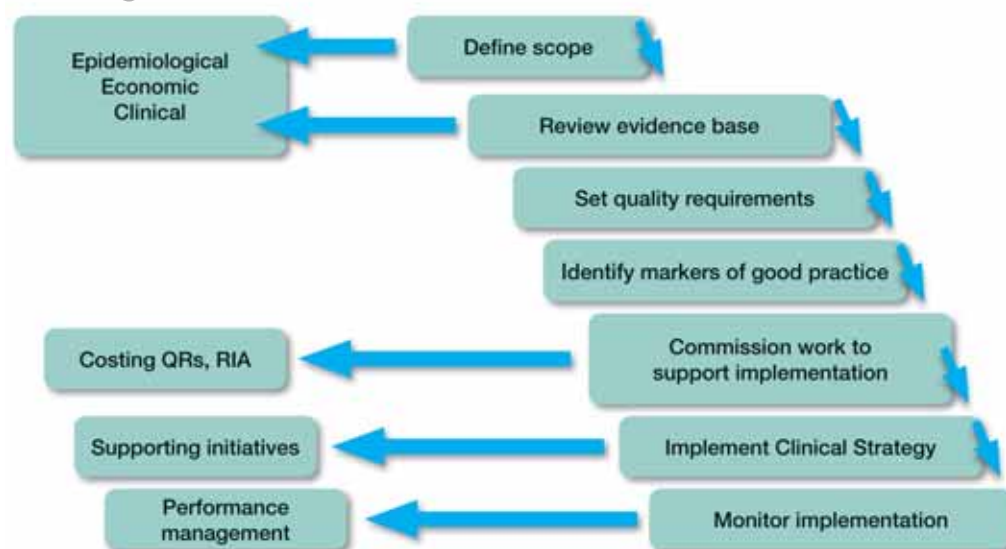 Epidemiological
Economic
Clinical
Define scope
Review evidence base
Set quality requirements
Identify markers of good practice
Costing QRs, RIA
Commission work to
support implementation
Supporting initiatives
Implement Clinical Strategy
Performance
management
Monitor implementation